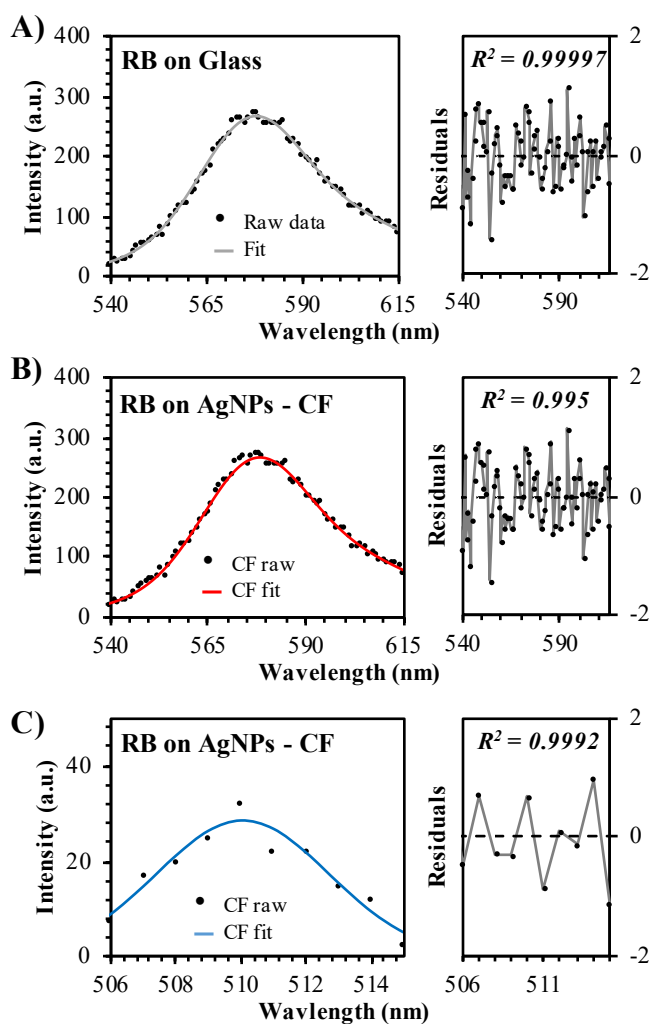 A)
RB on Glass
Intensity (a.u.)
400
300
200
100
0
Raw data
Fit
540 565 590 615
Wavelength (nm)
R² = 0.99997
Residuals
2
0
-2
540 590
B)
RB on AgNPs - CF
Intensity (a.u.)
400
300
200
100
0
CF raw
CF fit
540 565 590 615
Wavelength (nm)
R² = 0.995
Residuals
2
0
-2
540 590
C)
RB on AgNPs - CF
Intensity (a.u.)
40
20
0
CF raw
CF fit
506 508 510 512 514
Wavlength (nm)
R² = 0.9992
Residuals
2
0
-2
506 511